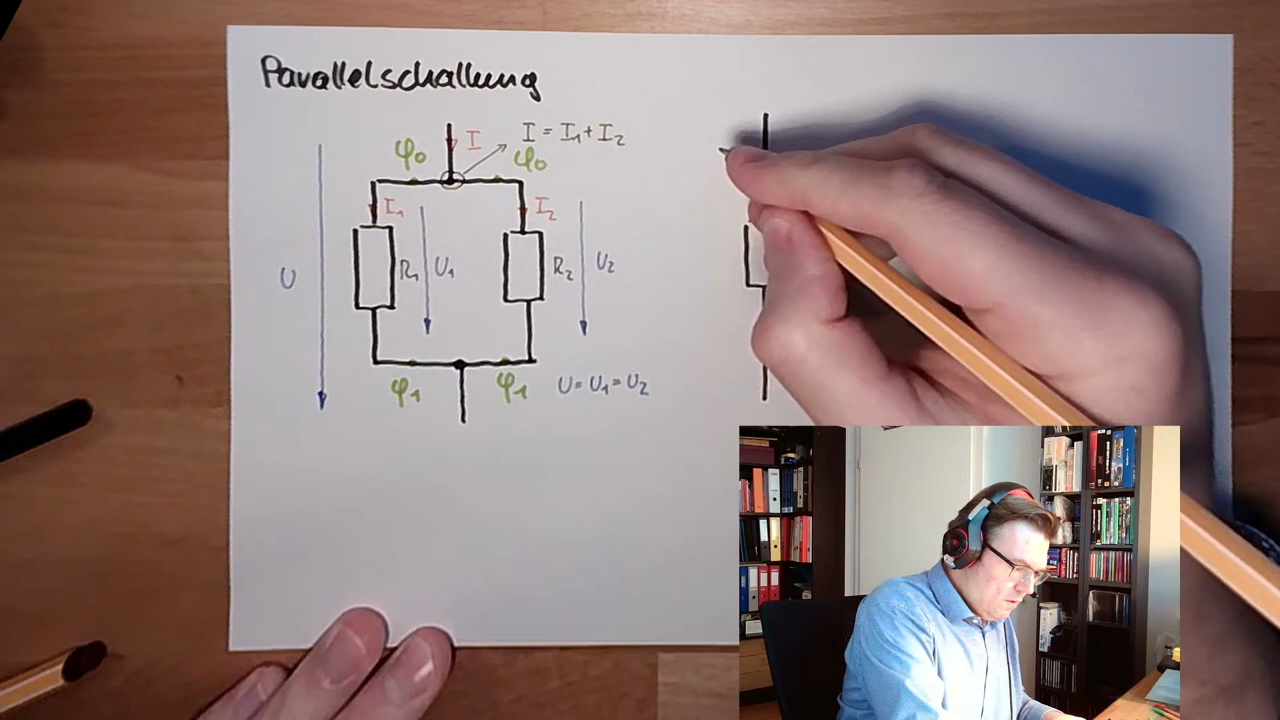 Parallelschaltung
I I = I₁ + I₂
φ₀ φ₀
I₁ I₂
U R₁ U₁ R₂ U₂
φ₁ φ₁ U = U₁ = U₂